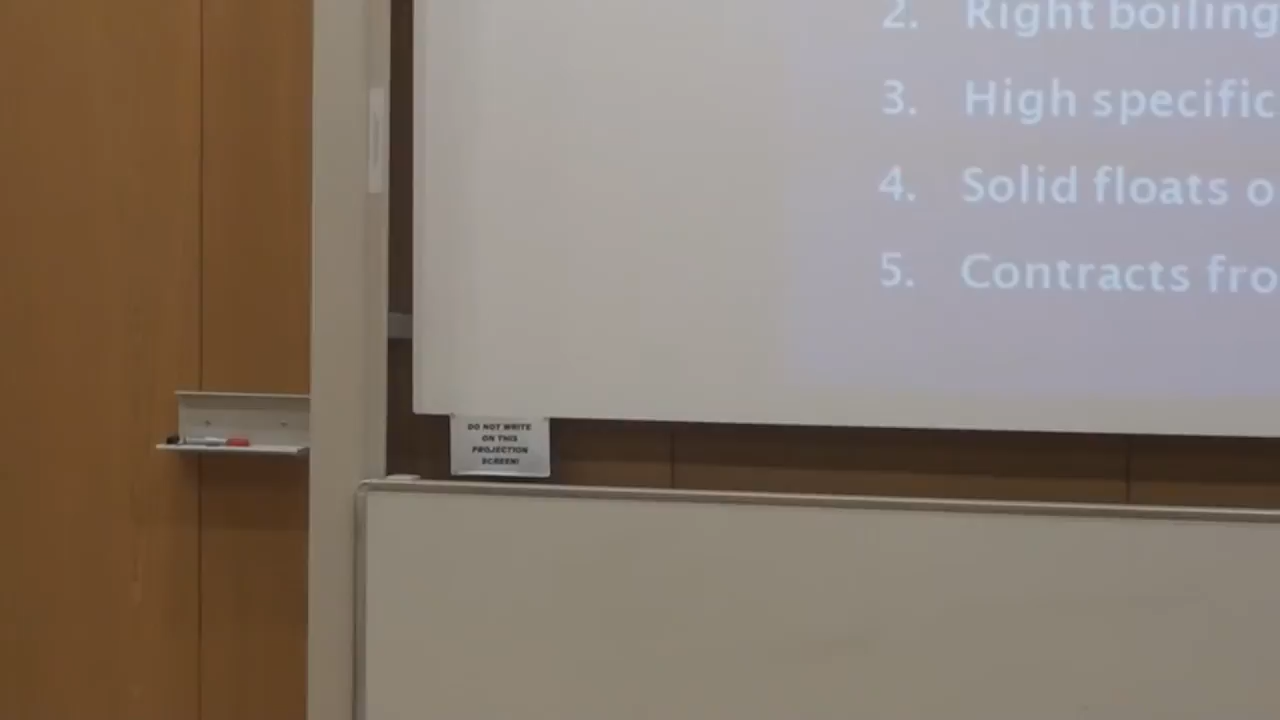 2. Right boiling
3. High specific
4. Solid floats o
5. Contracts fro
DO NOT WRITE
ON THIS
PROJECTION
SCREEN!